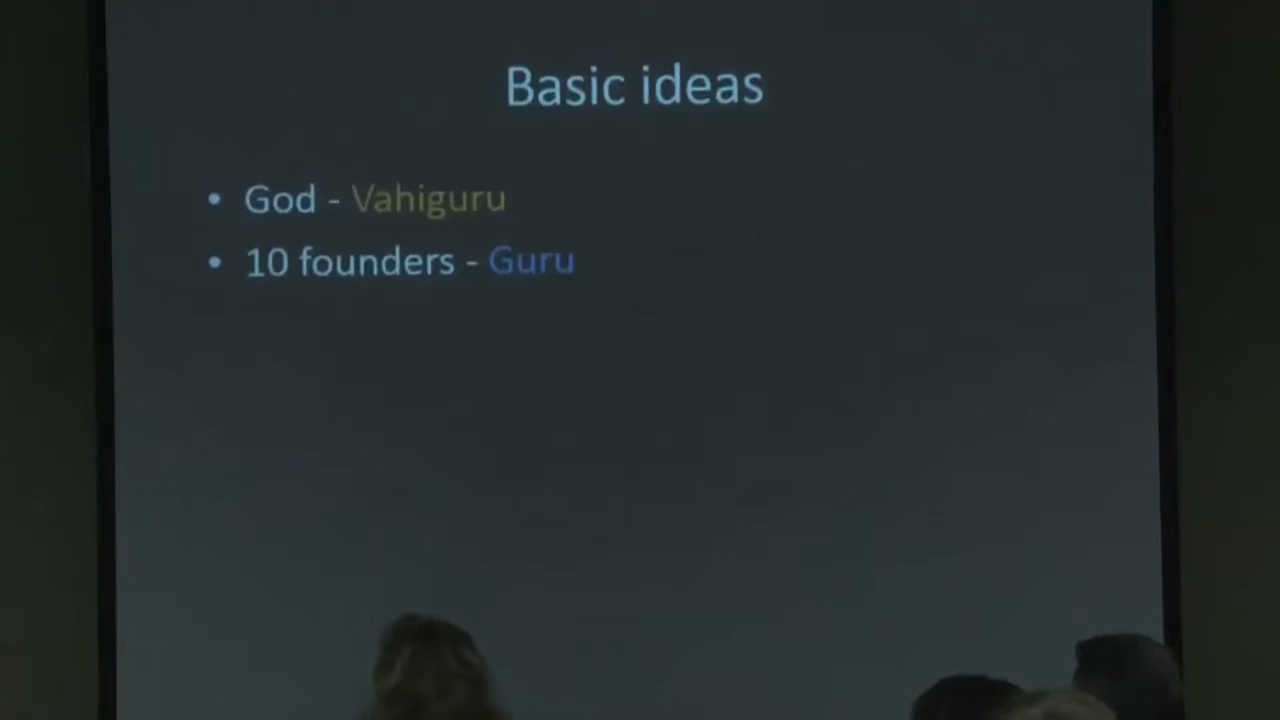 Basic ideas
• God - Vahiguru
• 10 founders - Guru